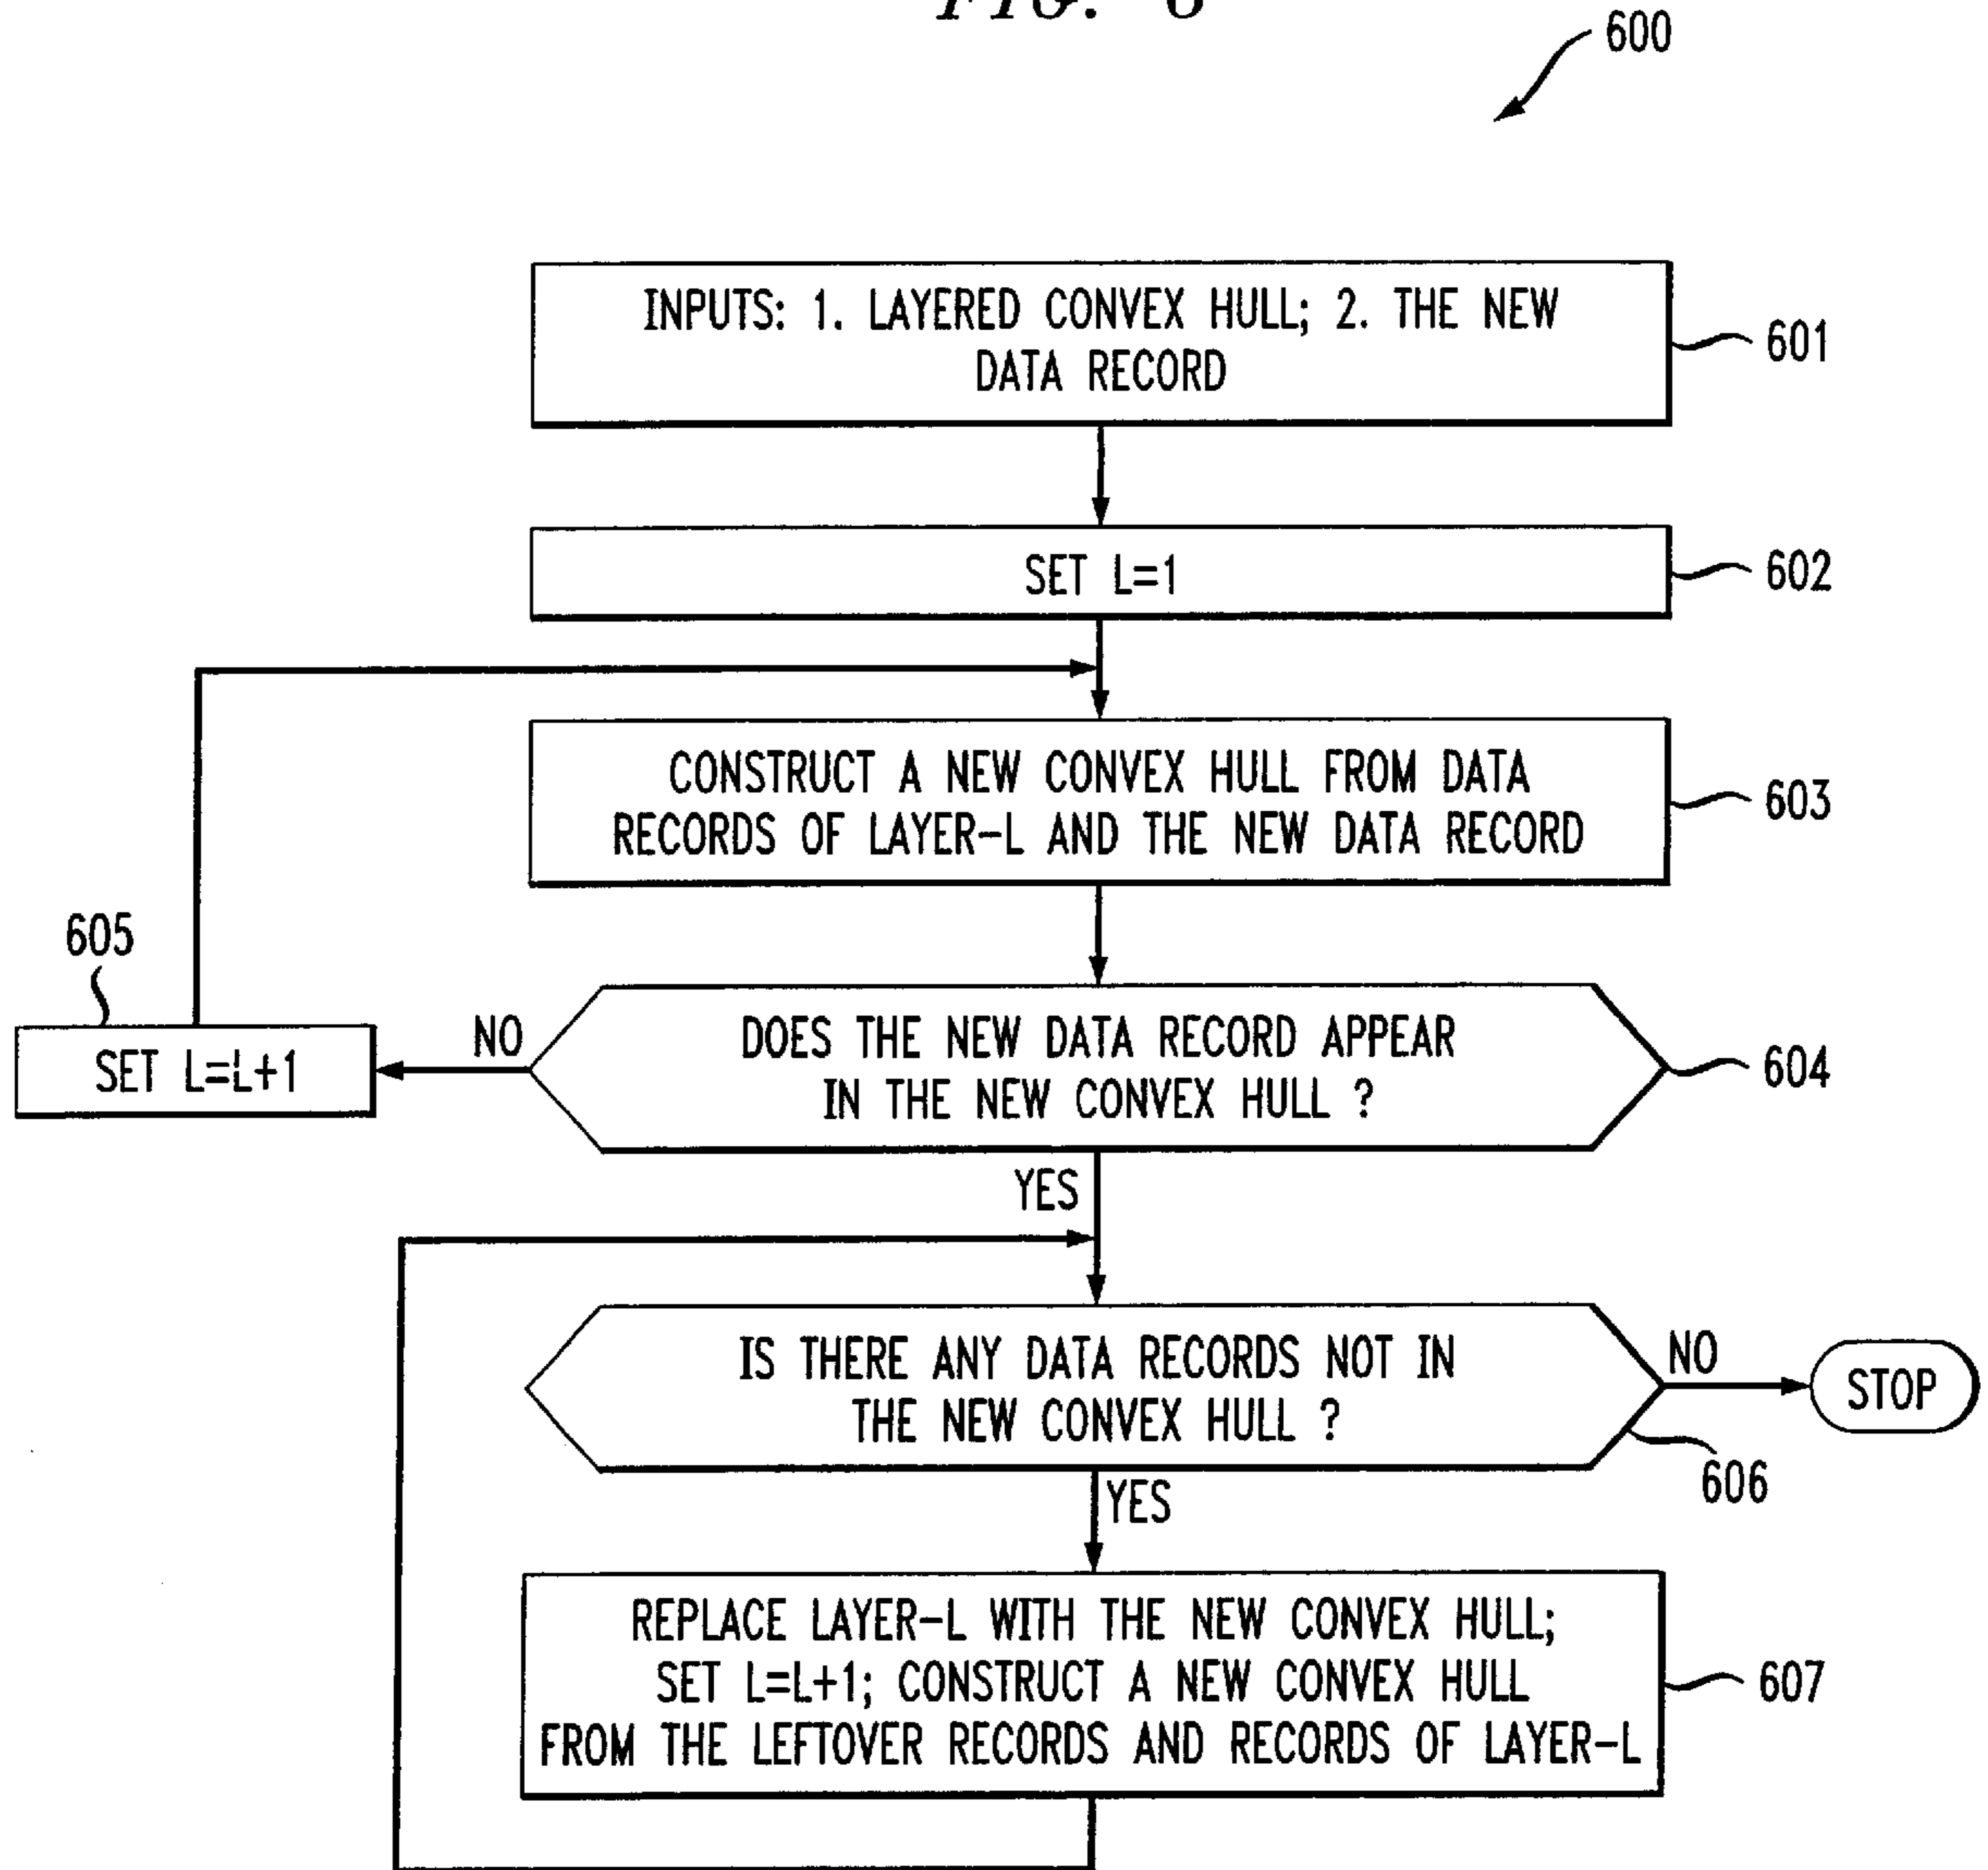 FIG. 6
600
INPUTS: 1. LAYERED CONVEX HULL; 2. THE NEW
DATA RECORD
601
SET L=1
602
CONSTRUCT A NEW CONVEX HULL FROM DATA
RECORDS OF LAYER-L AND THE NEW DATA RECORD
603
605
SET L=L+1
NO
DOES THE NEW DATA RECORD APPEAR
IN THE NEW CONVEX HULL ?
604
YES
IS THERE ANY DATA RECORDS NOT IN
THE NEW CONVEX HULL ?
NO
STOP
606
YES
REPLACE LAYER-L WITH THE NEW CONVEX HULL;
SET L=L+1; CONSTRUCT A NEW CONVEX HULL
FROM THE LEFTOVER RECORDS AND RECORDS OF LAYER-L
607